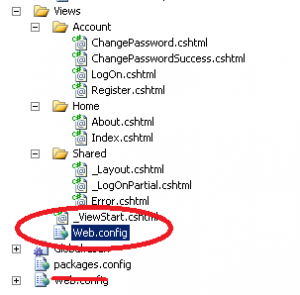 Views
Account
ChangePassword.cshtml
ChangePasswordSuccess.cshtml
LogOn.cshtml
Register.cshtml
Home
About.cshtml
Index.cshtml
Shared
_Layout.cshtml
_LogOnPartial.cshtml
Error.cshtml
_ViewStart.cshtml
Web.config
Global.asax
packages.config
Web.config